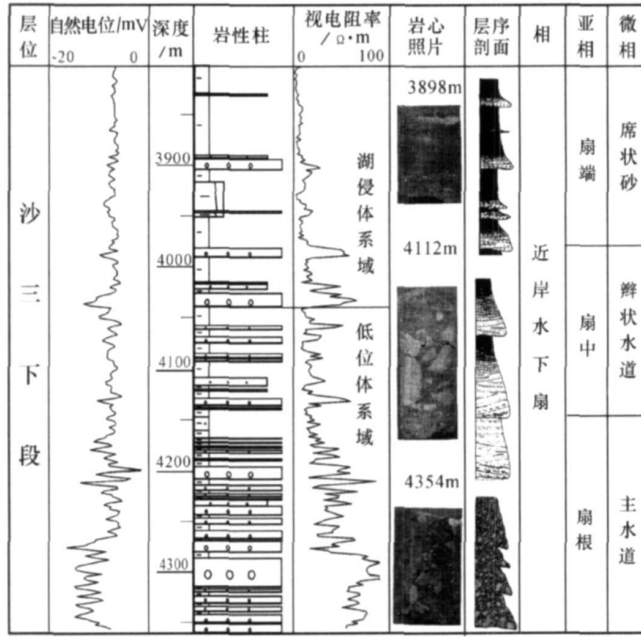 层位
自然电位/mV
-20 0
深度/m
岩性柱
视电阻率/Ω·m
0 100
岩心照片
层序剖面
相
亚相
微相
沙三下段
3900
4000
4100
4200
4300
湖侵体系域
低位体系域
3898m
4112m
4354m
近岸水下扇
扇端
扇中
扇根
席状砂
辫状水道
主水道